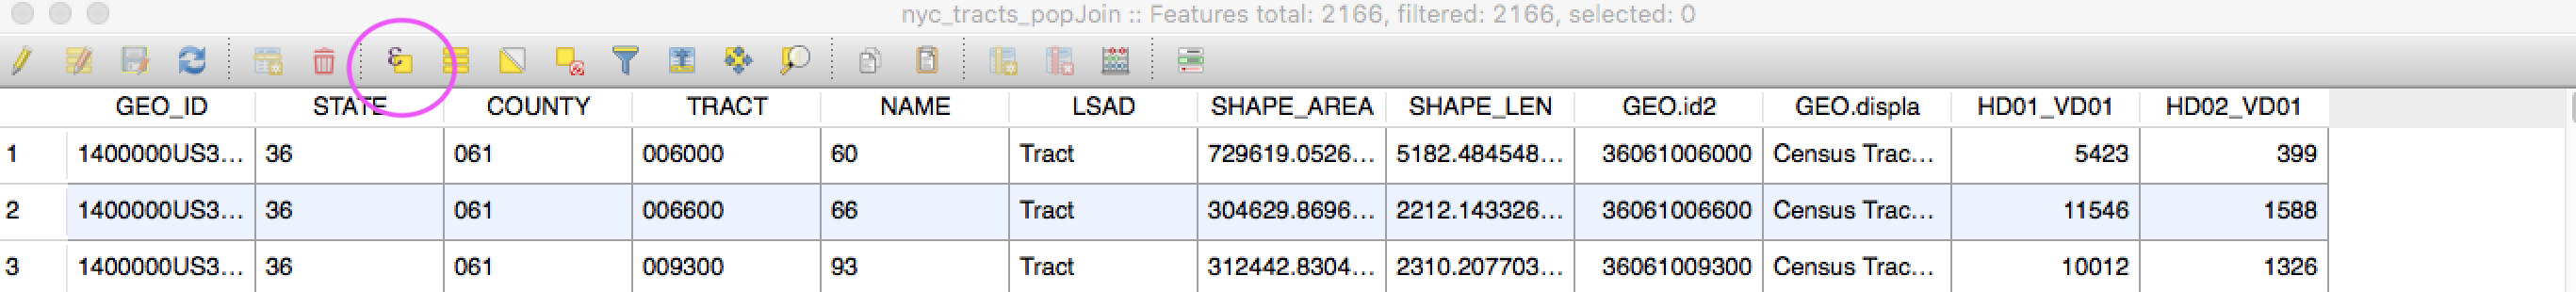 nyc_tracts_popJoin :: Features total: 2166, filtered: 2166, selected: 0
ε
GEO_ID STATE COUNTY TRACT NAME LSAD SHAPE_AREA SHAPE_LEN GEO.id2 GEO.displa HD01_VD01 HD02_VD01
1 1400000US3... 36 061 006000 60 Tract 729619.0526... 5182.484548... 36061006000 Census Trac... 5423 399
2 1400000US3... 36 061 006600 66 Tract 304629.8696... 2212.143326... 36061006600 Census Trac... 11546 1588
3 1400000US3... 36 061 009300 93 Tract 312442.8304... 2310.207703... 36061009300 Census Trac... 10012 1326